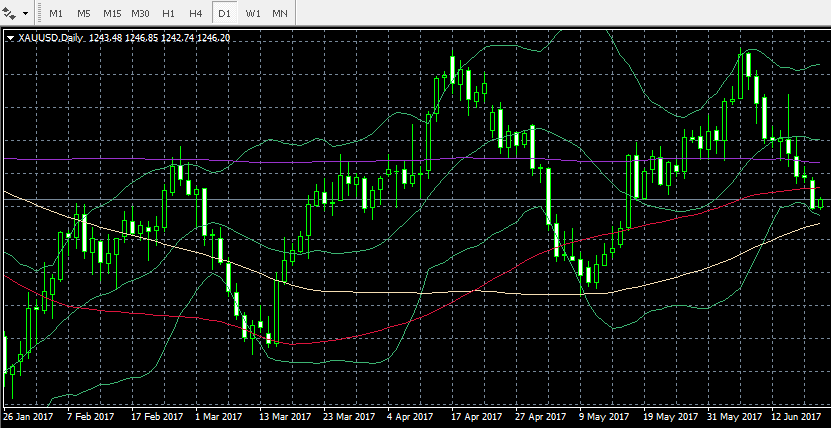 M1 M5 M15 M30 H1 H4 D1 W1 MN
XAUUSD,Daily 1243.48 1246.85 1242.74 1246.20
26 Jan 2017 7 Feb 2017 17 Feb 2017 1 Mar 2017 13 Mar 2017 23 Mar 2017 4 Apr 2017 17 Apr 2017 27 Apr 2017 9 May 2017 19 May 2017 31 May 2017 12 Jun 2017